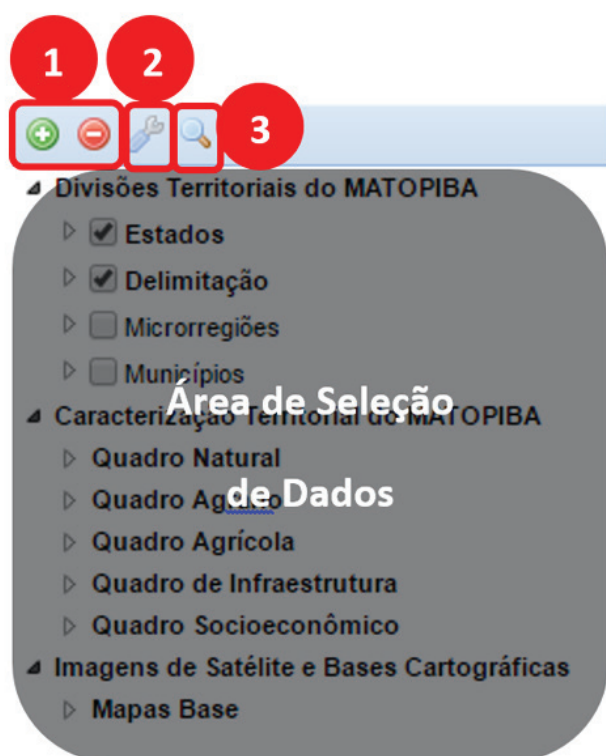 1 2
3
Divisões Territoriais do MATOPIBA
Estados
Delimitação
Microrregiões
Municípios
Área de Seleção
Caracterização Territorial do MATOPIBA
Quadro Natural
de Dados
Quadro Agrário
Quadro Agrícola
Quadro de Infraestrutura
Quadro Socioeconômico
Imagens de Satélite e Bases Cartográficas
Mapas Base